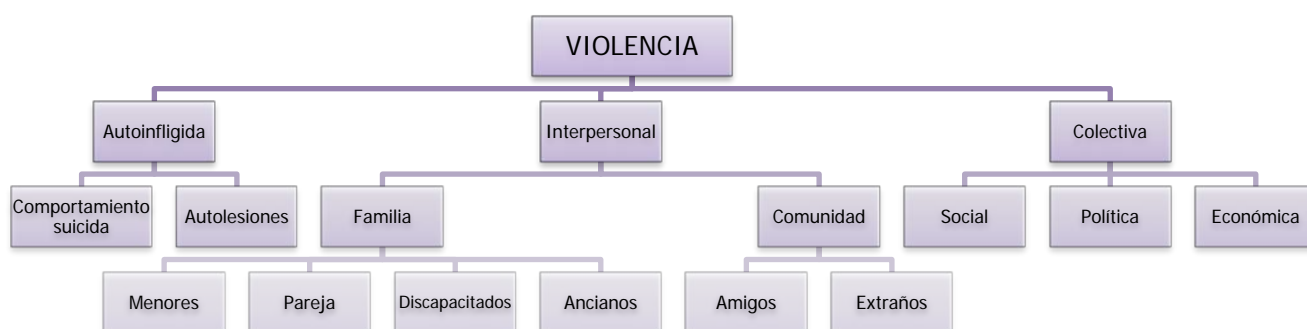 VIOLENCIA
Autoinfligida
Interpersonal
Colectiva
Comportamiento
suicida
Autolesiones
Familia
Comunidad
Social
Política
Económica
Menores
Pareja
Discapacitados
Ancianos
Amigos
Extraños